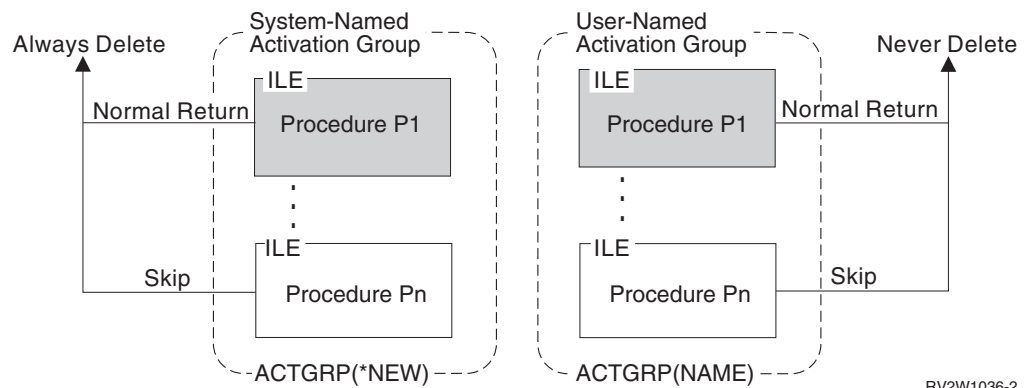 System-Named
Activation Group
User-Named
Activation Group
Always Delete
Never Delete
ILE
ILE
Normal Return
Procedure P1
Procedure P1
Normal Return
ILE
ILE
Skip
Procedure Pn
Procedure Pn
Skip
ACTGRP(*NEW)
ACTGRP(NAME)
RV2W1036-2